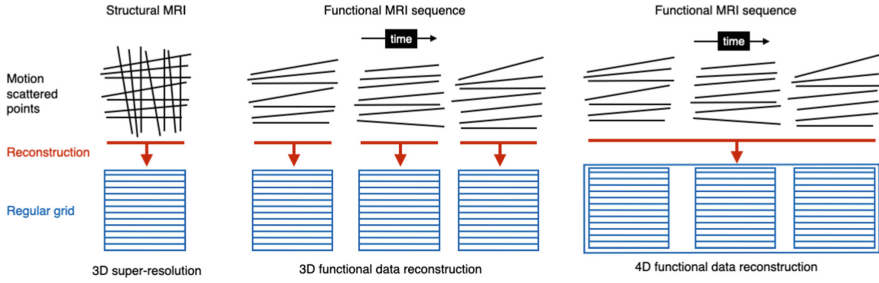 Structural MRI
Functional MRI sequence
Functional MRI sequence
time
time
Motion
scattered
points
Reconstruction
Regular grid
3D super-resolution
3D functional data reconstruction
4D functional data reconstruction